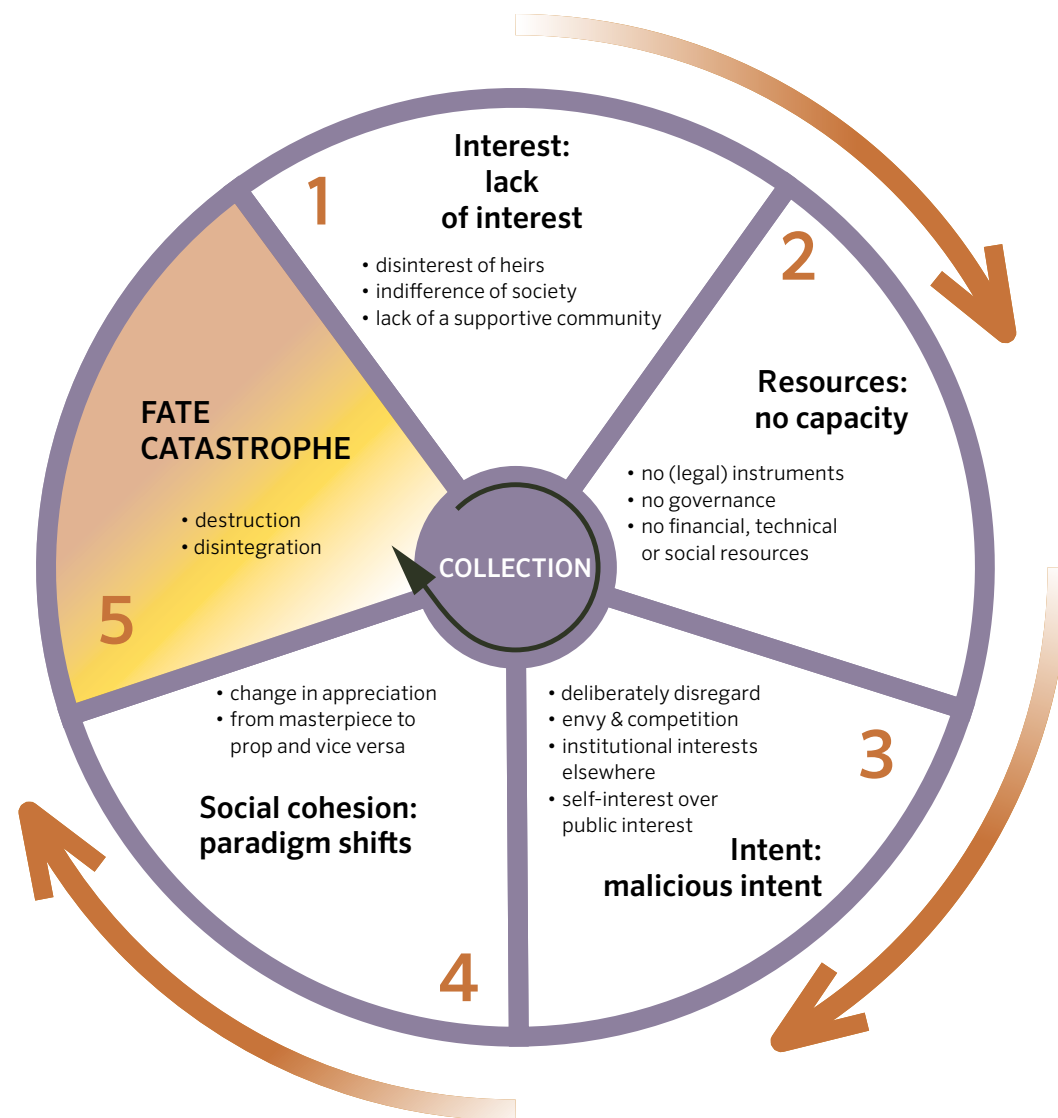 1
Interest:
lack
of interest
• disinterest of heirs
• indifference of society
• lack of a supportive community
2
Resources:
no capacity
• no (legal) instruments
• no governance
• no financial, technical
or social resources
3
• deliberately disregard
• envy & competition
• institutional interests
elsewhere
• self-interest over
public interest
Intent:
malicious intent
4
• change in appreciation
• from masterpiece to
prop and vice versa
Social cohesion:
paradigm shifts
5
FATE
CATASTROPHE
• destruction
• disintegration
COLLECTION